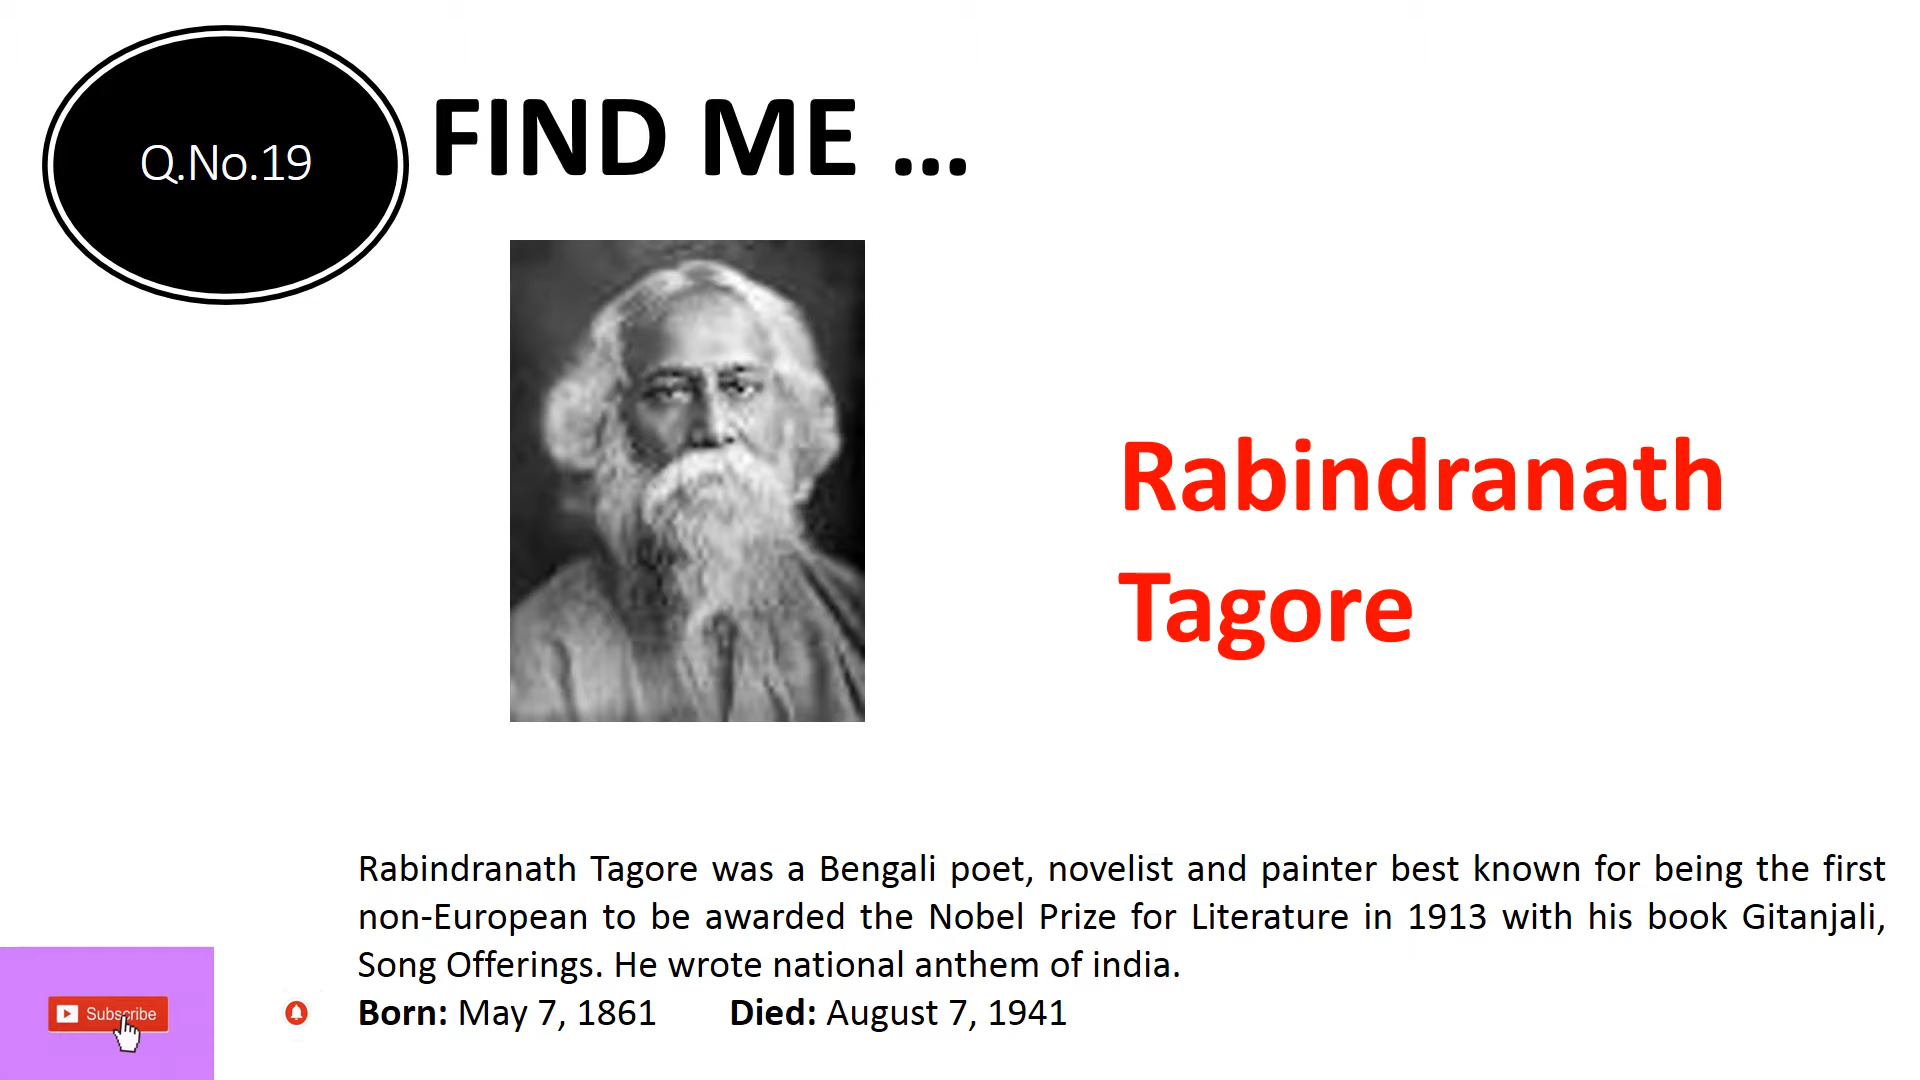 Q.No.19
FIND ME ...
Rabindranath
Tagore
Rabindranath Tagore was a Bengali poet, novelist and painter best known for being the first
non-European to be awarded the Nobel Prize for Literature in 1913 with his book Gitanjali,
Song Offerings. He wrote national anthem of india.
Born: May 7, 1861 Died: August 7, 1941
Subscribe